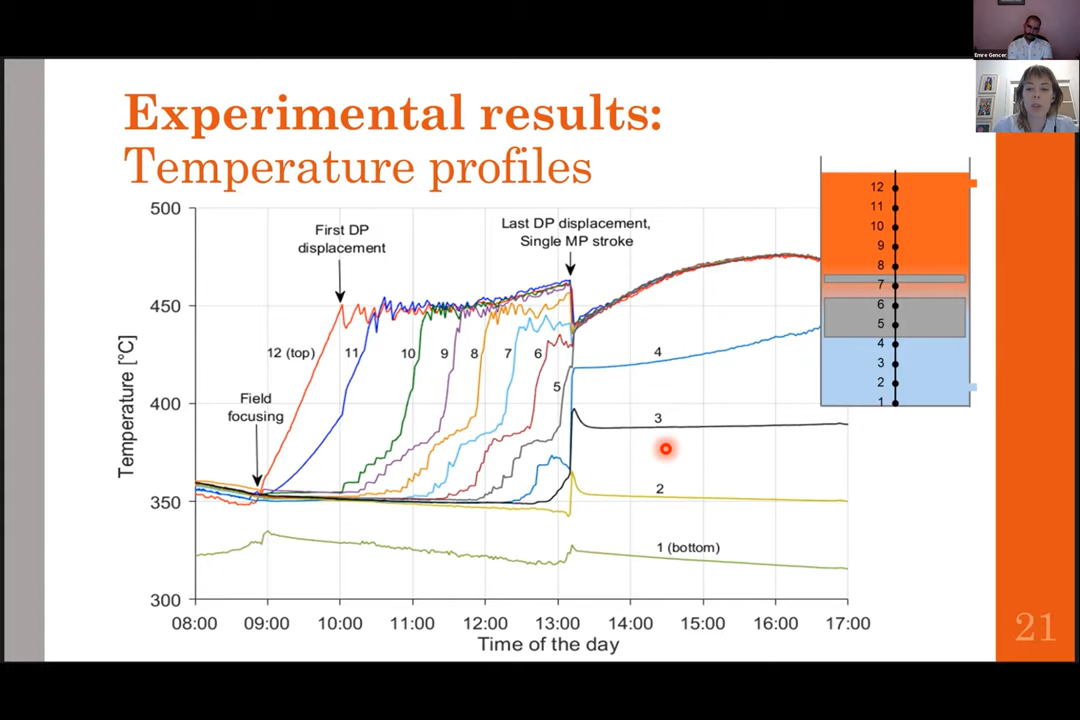 Emre Gencer
Experimental results:
Temperature profiles
500
450
400
350
300
Temperature [°C]
First DP
displacement
Last DP displacement,
Single MP stroke
12 (top)
11
10
9
8
7
6
5
4
3
2
1 (bottom)
Field
focusing
08:00
09:00
10:00
11:00
12:00
13:00
14:00
15:00
16:00
17:00
Time of the day
12
11
10
9
8
7
6
5
4
3
2
1
21